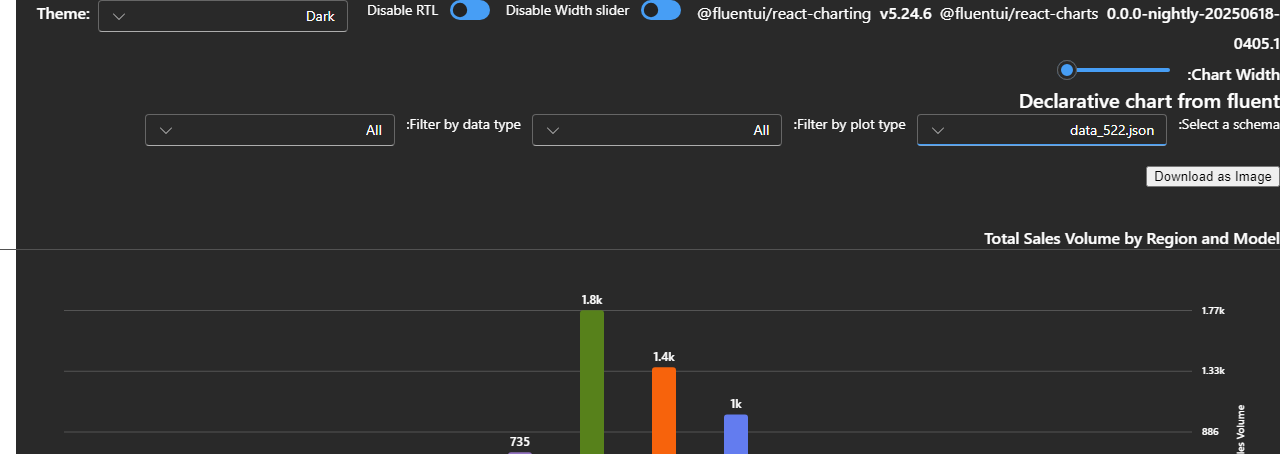 Theme: Dark Disable RTL Disable Width slider @fluentui/react-charting v5.24.6 @fluentui/react-charts 0.0.0-nightly-20250618-
0405.1
:Chart Width
Declarative chart from fluent
:Select a schema data_522.json :Filter by plot type All :Filter by data type All
Download as Image
Total Sales Volume by Region and Model
1.8k
1.77k
1.4k
1.33k
1k
886
735
Volume